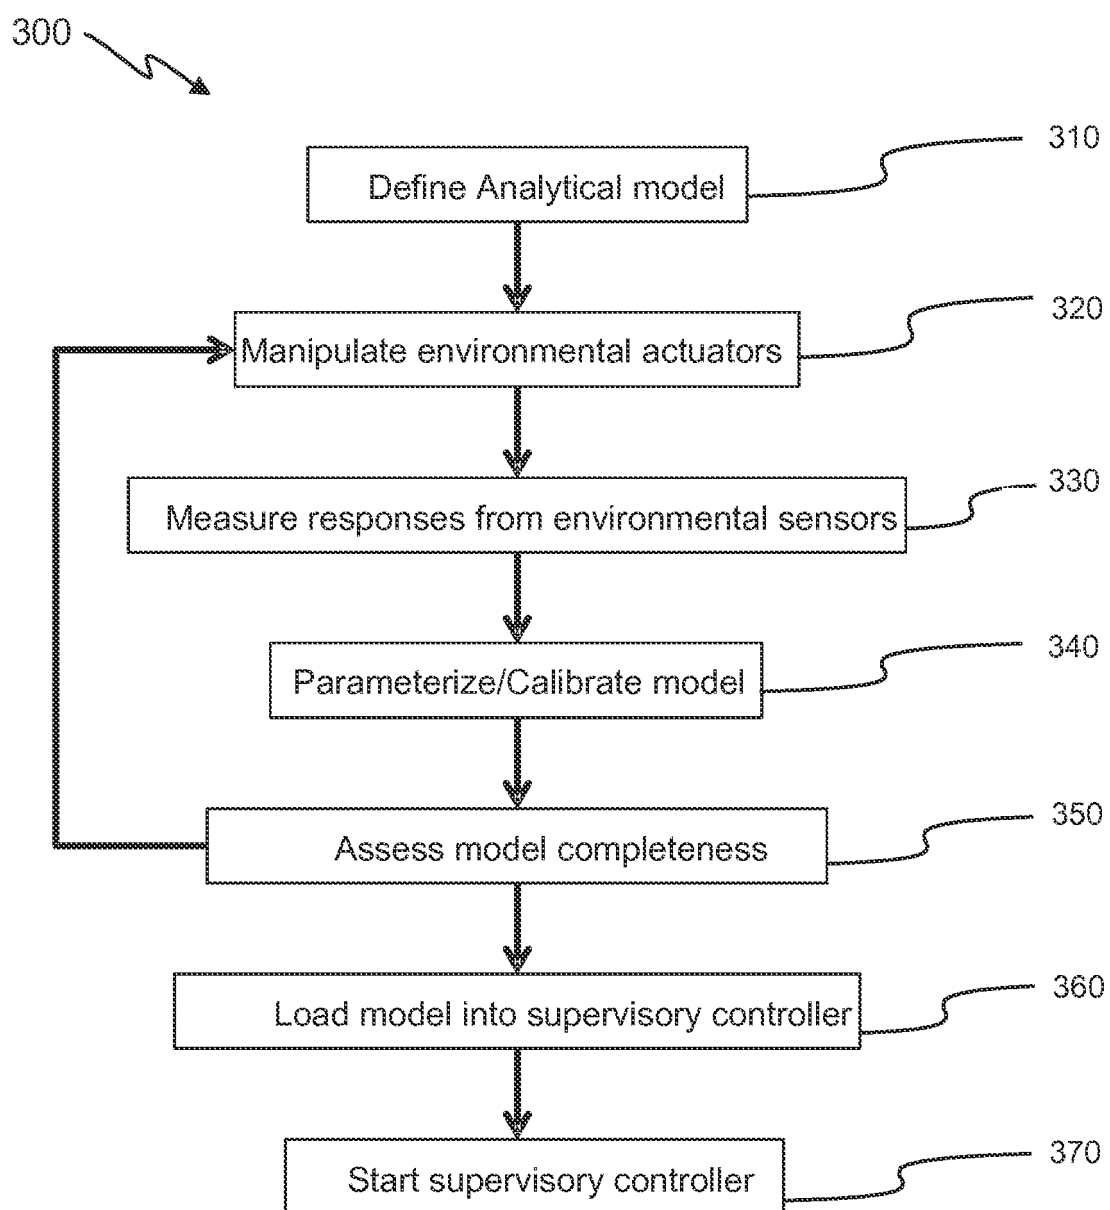 300
310
Define Analytical model
320
Manipulate environmental actuators
330
Measure responses from environmental sensors
340
Parameterize/Calibrate model
350
Assess model completeness
360
Load model into supervisory controller
370
Start supervisory controller